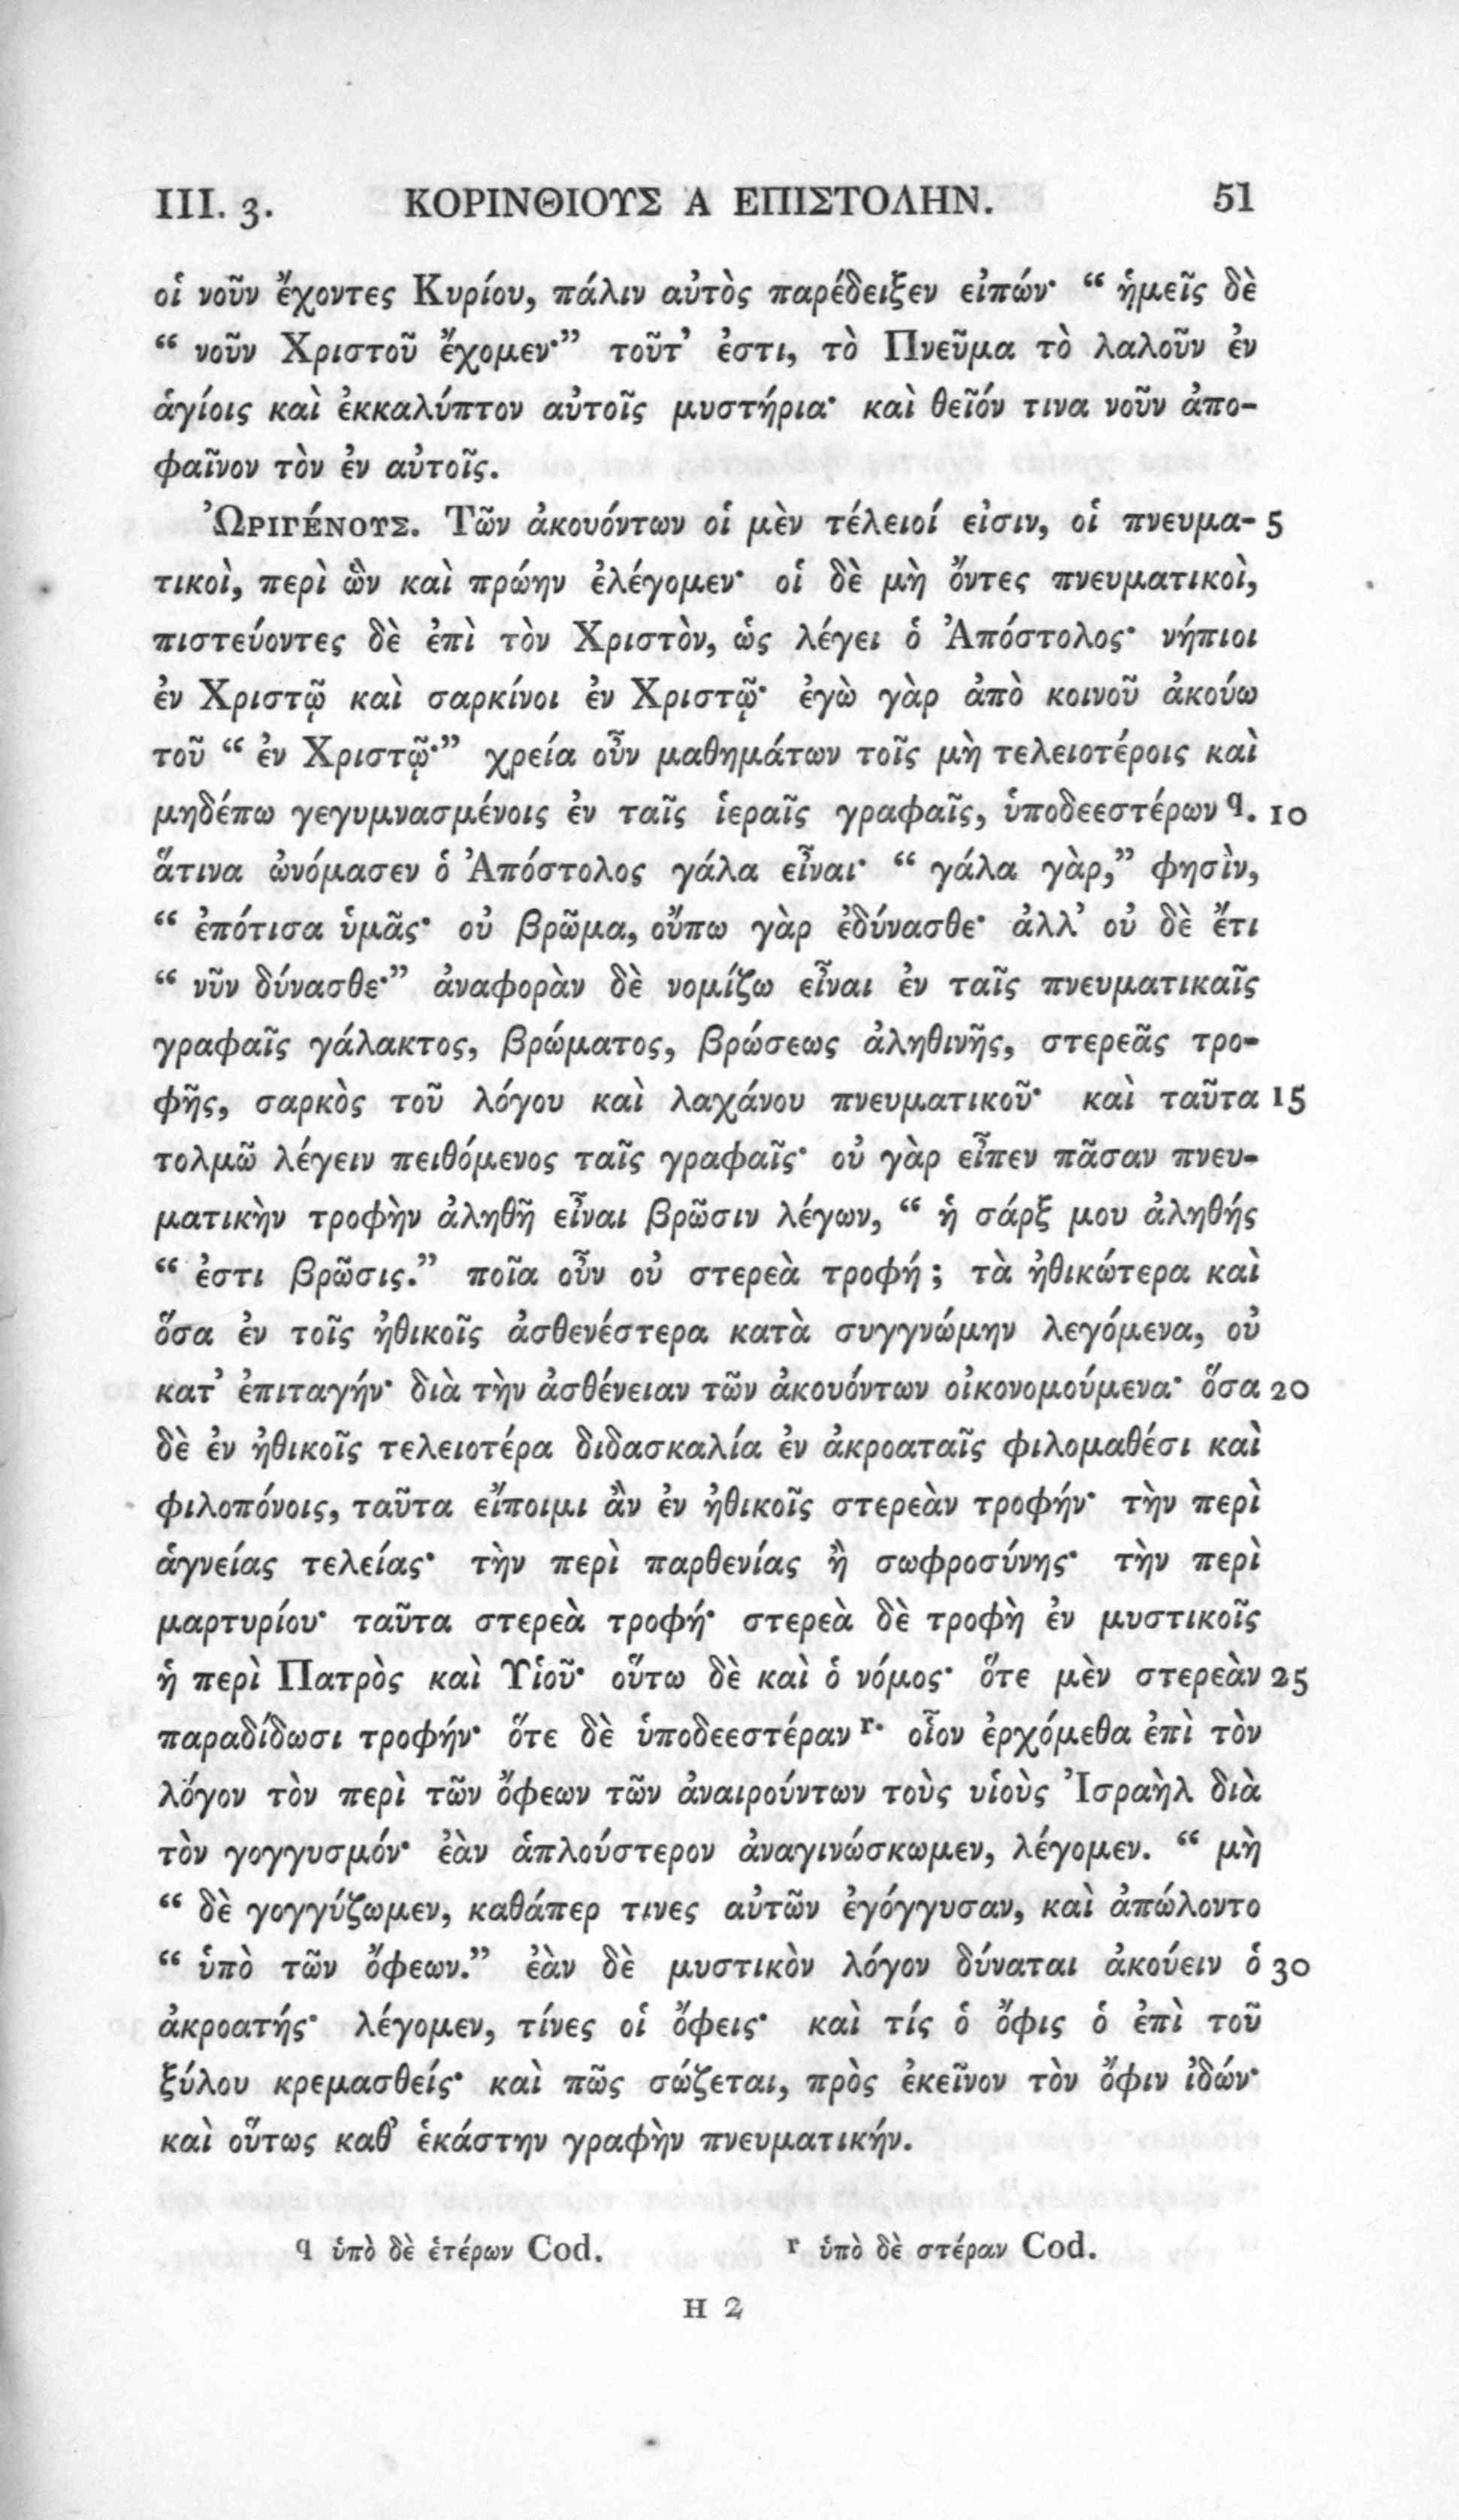 III. 3. ΚΟΡΙΝΘΙΟΥΣ Α ΕΠΙΣΤΟΛΗΝ. 51
οἱ νοῦν ἔχοντες Κυρίου, πάλιν αὐτὸς παρέδειξεν εἰπών· “ ἡμεῖς δὲ
“ νοῦν Χριστοῦ ἔχομεν·” τοῦτ’ ἐστι, τὸ Πνεῦμα τὸ λαλοῦν ἐν
ἁγίοις καὶ ἐκκαλύπτον αὐτοῖς μυστήρια· καὶ θεῖόν τινα νοῦν ἀπο-
φαῖνον τὸν ἐν αὐτοῖς.
Ὠριγένους. Τῶν ἀκουόντων οἱ μὲν τέλειοί εἰσιν, οἱ πνευμα- 5
τικοὶ, περὶ ὧν καὶ πρώην ἐλέγομεν· οἱ δὲ μὴ ὄντες πνευματικοὶ,
πιστεύοντες δὲ ἐπὶ τὸν Χριστὸν, ὡς λέγει ὁ Ἀπόστολος· νήπιοι
ἐν Χριστῷ καὶ σαρκίνοι ἐν Χριστῷ· ἐγὼ γὰρ ἀπὸ κοινοῦ ἀκούω
τοῦ “ ἐν Χριστῷ·” χρεία οὖν μαθημάτων τοῖς μὴ τελειοτέροις καὶ
μηδέπω γεγυμνασμένοις ἐν ταῖς ἱεραῖς γραφαῖς, ὑποδεεστέρων q. 10
ἅτινα ὠνόμασεν ὁ Ἀπόστολος γάλα εἶναι· “ γάλα γὰρ,” φησὶν,
“ ἐπότισα ὑμᾶς· οὐ βρῶμα, οὔπω γὰρ ἐδύνασθε· ἀλλ’ οὐ δὲ ἔτι
“ νῦν δύνασθε·” ἀναφορὰν δὲ νομίζω εἶναι ἐν ταῖς πνευματικαῖς
γραφαῖς γάλακτος, βρώματος, βρώσεως ἀληθινῆς, στερεᾶς τρο-
φῆς, σαρκὸς τοῦ λόγου καὶ λαχάνου πνευματικοῦ· καὶ ταῦτα 15
τολμῶ λέγειν πειθόμενος ταῖς γραφαῖς· οὐ γὰρ εἶπεν πᾶσαν πνευ-
ματικὴν τροφὴν ἀληθῆ εἶναι βρῶσιν λέγων, “ ἡ σάρξ μου ἀληθής
“ ἐστι βρῶσις.” ποῖα οὖν οὐ στερεὰ τροφή; τὰ ἠθικώτερα καὶ
ὅσα ἐν τοῖς ἠθικοῖς ἀσθενέστερα κατὰ συγγνώμην λεγόμενα, οὐ
κατ’ ἐπιταγήν· διὰ τὴν ἀσθένειαν τῶν ἀκουόντων οἰκονομούμενα· ὅσα 20
δὲ ἐν ἠθικοῖς τελειοτέρα διδασκαλία ἐν ἀκροαταῖς φιλομαθέσι καὶ
φιλοπόνοις, ταῦτα εἴποιμι ἂν ἐν ἠθικοῖς στερεὰν τροφήν· τὴν περὶ
ἁγνείας τελείας· τὴν περὶ παρθενίας ἢ σωφροσύνης· τὴν περὶ
μαρτυρίου· ταῦτα στερεὰ τροφή· στερεὰ δὲ τροφὴ ἐν μυστικοῖς
ἡ περὶ Πατρὸς καὶ Υἱοῦ· οὕτω δὲ καὶ ὁ νόμος· ὅτε μὲν στερεὰν 25
παραδίδωσι τροφήν· ὅτε δὲ ὑποδεεστέραν r· οἷον ἐρχόμεθα ἐπὶ τὸν
λόγον τὸν περὶ τῶν ὄφεων τῶν ἀναιρούντων τοὺς υἱοὺς Ἰσραὴλ διὰ
τὸν γογγυσμόν· ἐὰν ἁπλούστερον ἀναγινώσκωμεν, λέγομεν. “ μὴ
“ δὲ γογγύζωμεν, καθάπερ τινες αὐτῶν ἐγόγγυσαν, καὶ ἀπώλοντο
“ ὑπὸ τῶν ὄφεων.” ἐὰν δὲ μυστικὸν λόγον δύναται ἀκούειν ὁ 30
ἀκροατής· λέγομεν, τίνες οἱ ὄφεις· καὶ τίς ὁ ὄφις ὁ ἐπὶ τοῦ
ξύλου κρεμασθείς· καὶ πῶς σώζεται, πρὸς ἐκεῖνον τὸν ὄφιν ἰδών·
καὶ οὕτως καθ’ ἑκάστην γραφὴν πνευματικήν.
q ὑπὸ δὲ ἑτέρων Cod. r ὑπὸ δὲ στέραν Cod.
H 2